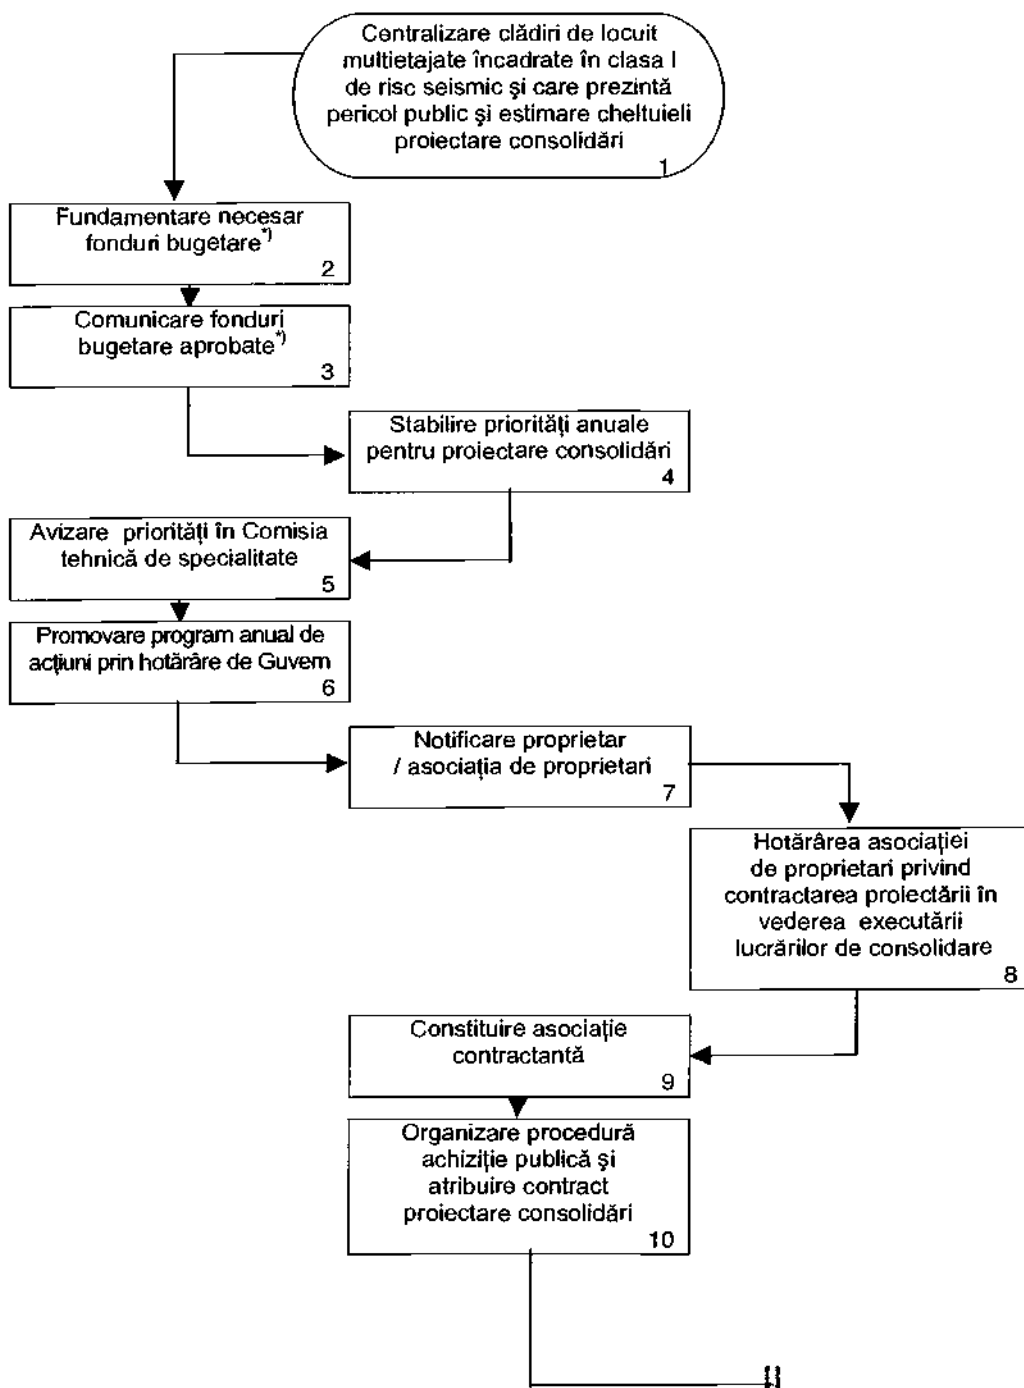 Centralizare clădiri de locuit
multietajate încadrate în clasa I
de risc seismic şi care prezintă
pericol public şi estimare cheltuieli
proiectare consolidări
1
Fundamentare necesar
fonduri bugetare*)
2
Comunicare fonduri
bugetare aprobate*)
3
Stabilire priorităţi anuale
pentru proiectare consolidări
4
Avizare priorităţi în Comisia
tehnică de specialitate
5
Promovare program anual de
acţiuni prin hotărâre de Guvern
6
Notificare proprietar
/ asociaţia de proprietari
7
Hotărârea asociaţiei
de proprietari privind
contractarea proiectării în
vederea executării
lucrărilor de consolidare
8
Constituire asociaţie
contractantă
9
Organizare procedură
achiziţie publică şi
atribuire contract
proiectare consolidări
10